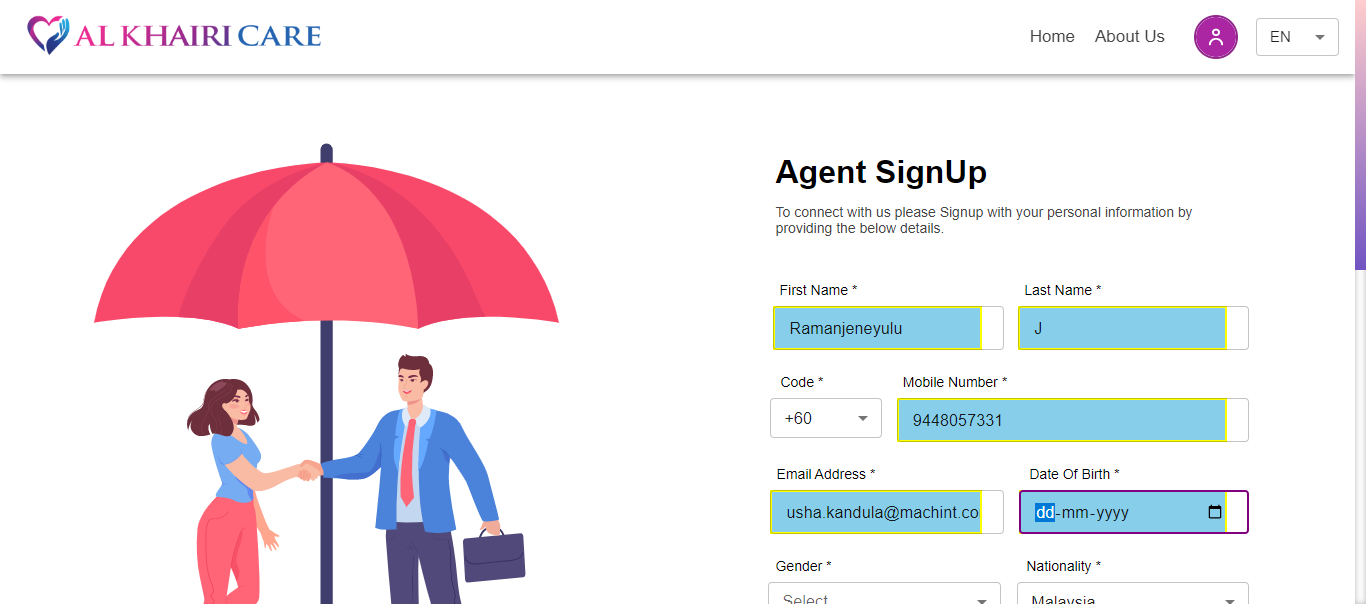 AL KHAIRI CARE
Home About Us EN
Agent SignUp
To connect with us please Signup with your personal information by
providing the below details.
First Name * Last Name *
Ramanjeneyulu J
Code * Mobile Number *
+60 9448057331
Email Address * Date Of Birth *
usha.kandula@machint.co dd-mm-yyyy
Gender * Nationality *
Select Malaysia